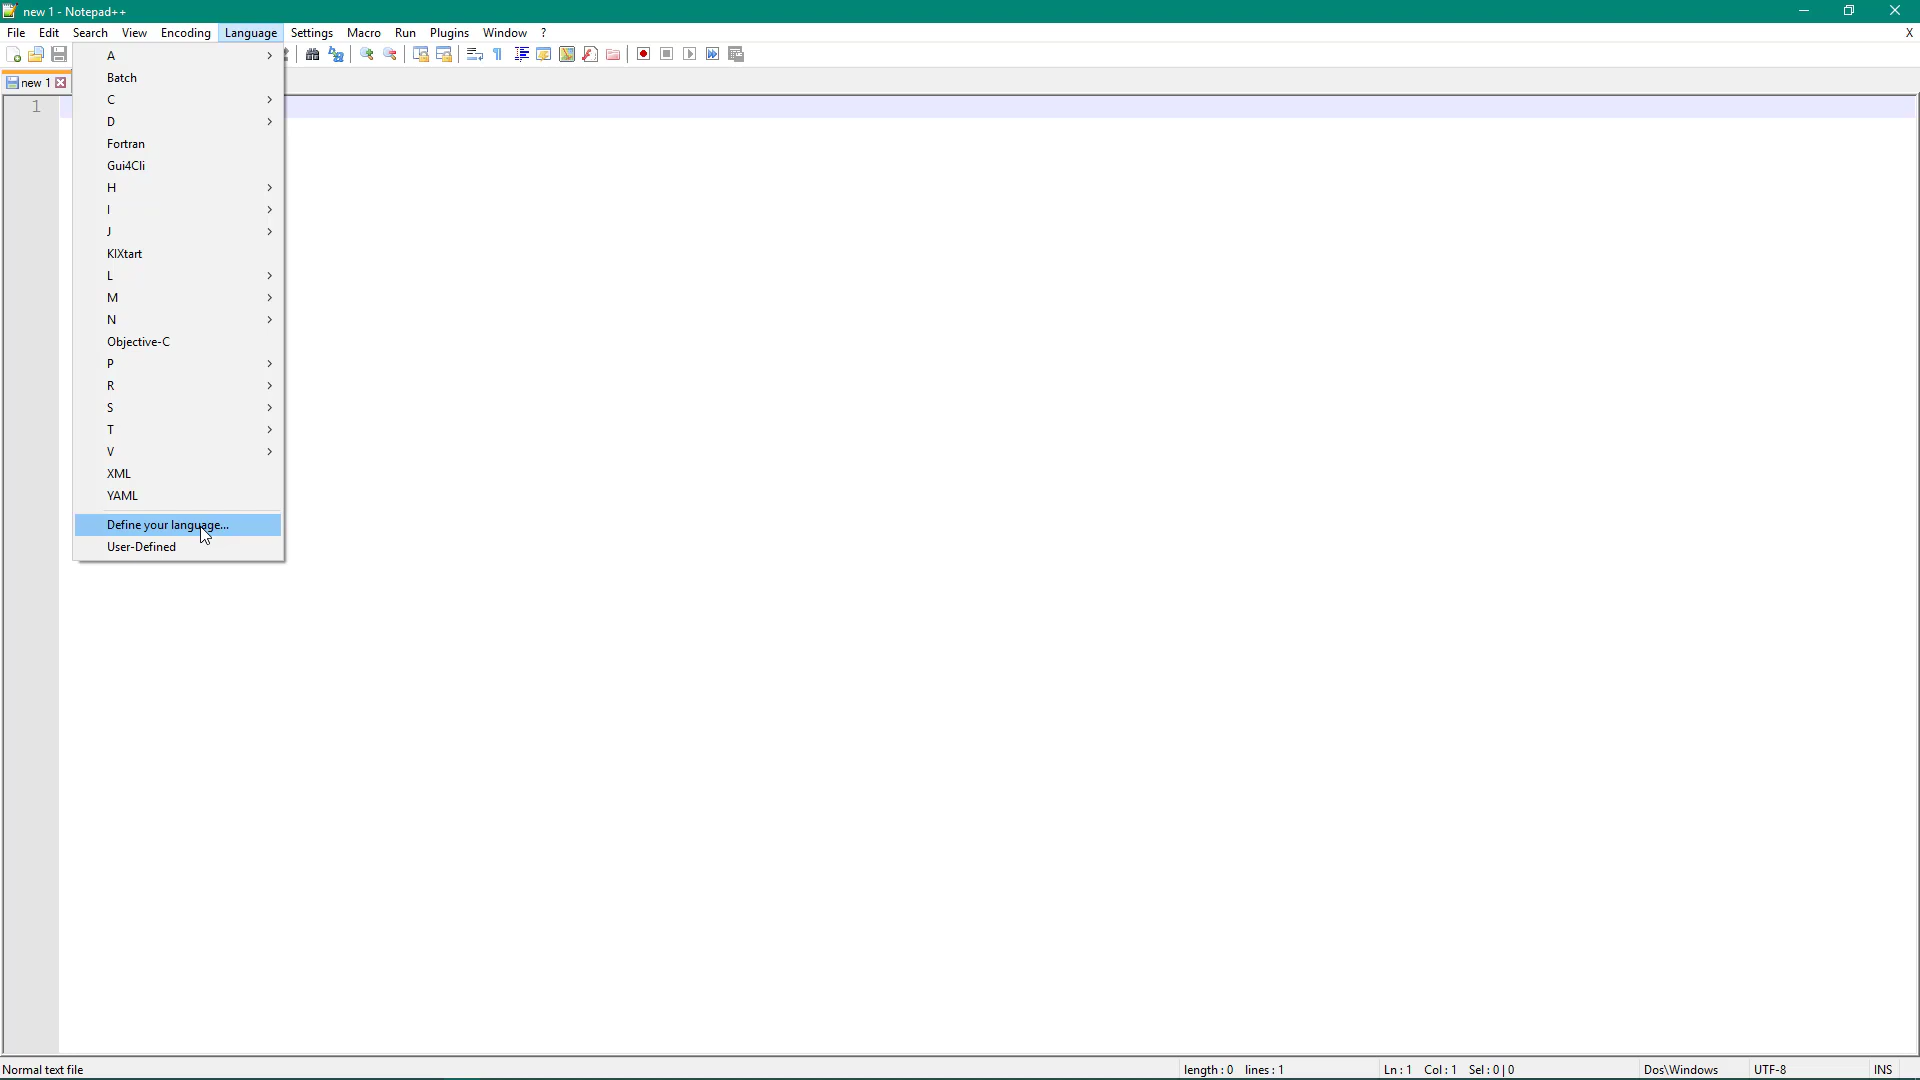 new 1 - Notepad++
File Edit Search View Encoding Language Settings Macro Run Plugins Window ?
X
new 1
1
A
Batch
C
D
Fortran
Gui4Cli
H
I
J
KIXtart
L
M
N
Objective-C
P
R
S
T
V
XML
YAML
Define your language...
User-Defined
Normal text file length : 0 lines : 1 Ln : 1 Col : 1 Sel : 0 | 0 Dos\Windows UTF-8 INS